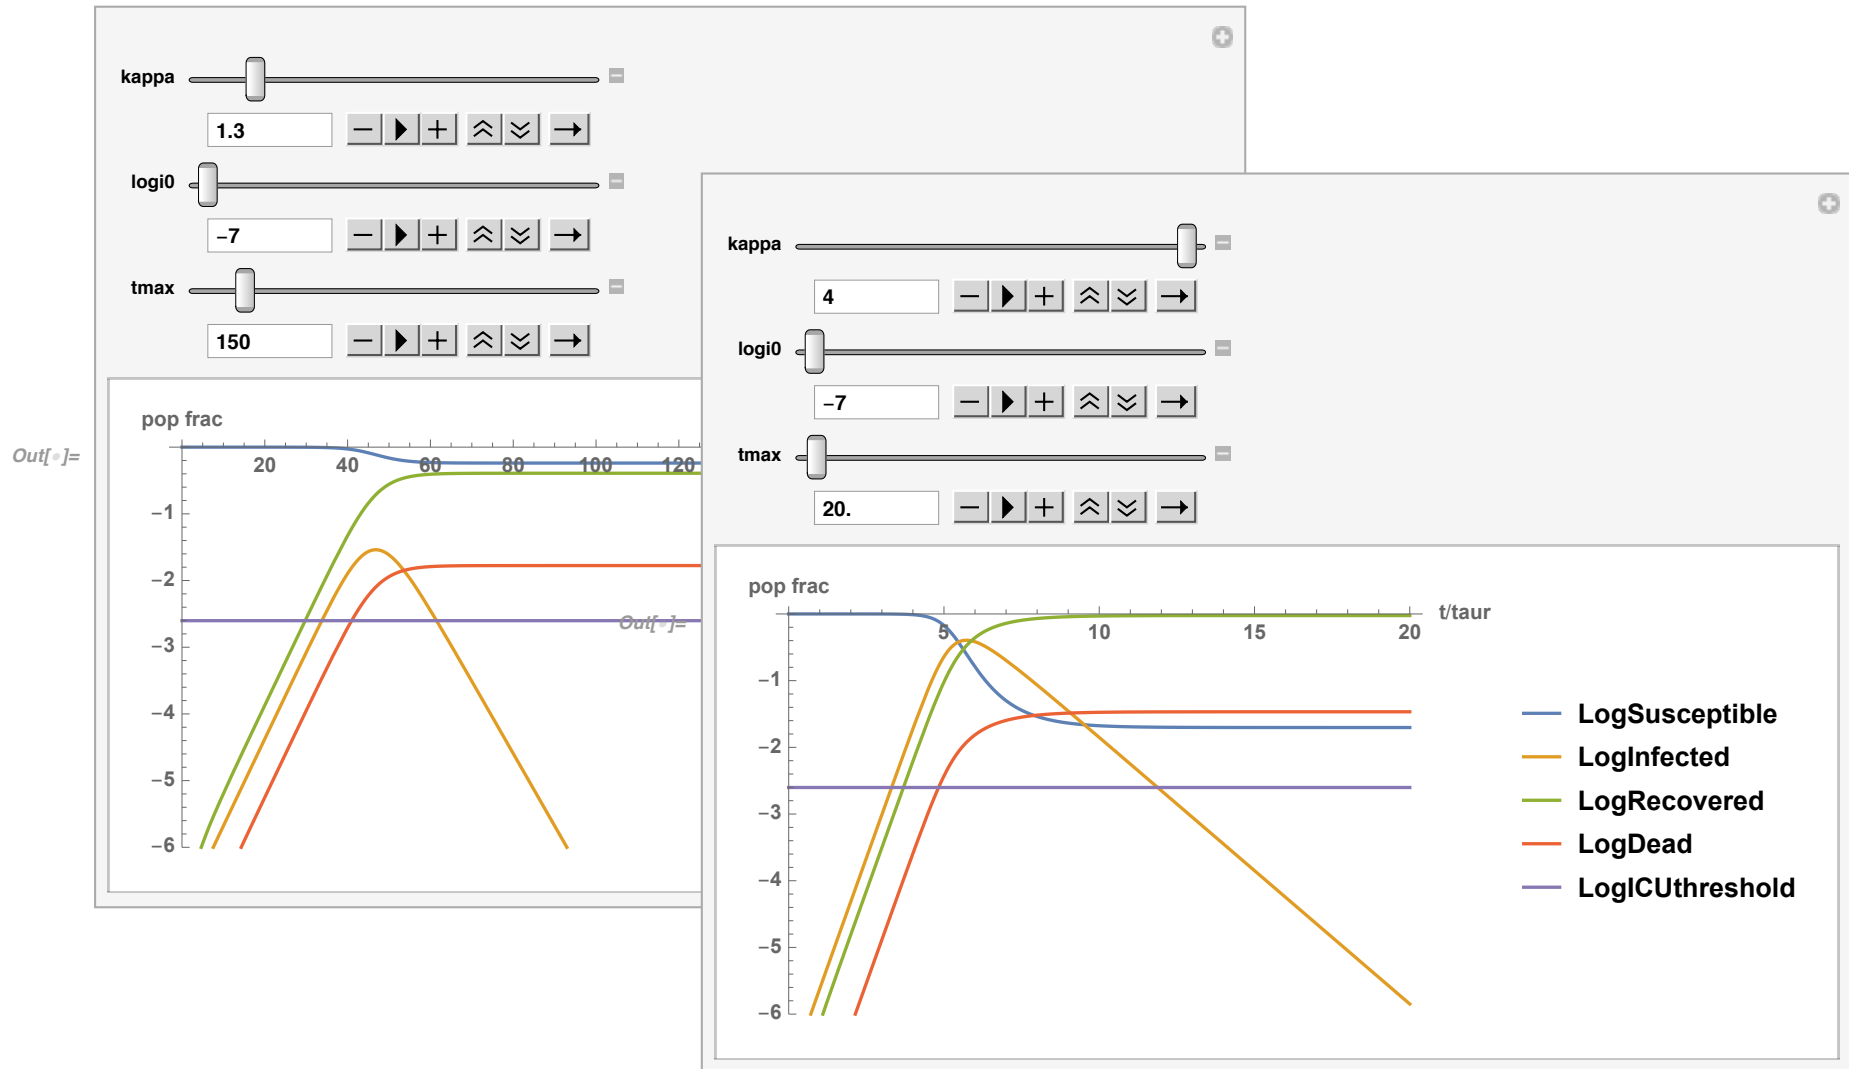 kappa
1.3
logi0
−7
tmax
150
pop frac
20 40 60 80 100 120
−1
−2
−3
−4
−5
−6
Out[•]=
kappa
4
logi0
−7
tmax
20.
pop frac
5 10 15 20
t/taur
−1
−2
−3
−4
−5
−6
LogSusceptible
LogInfected
LogRecovered
LogDead
LogICUthreshold
Out[•]=